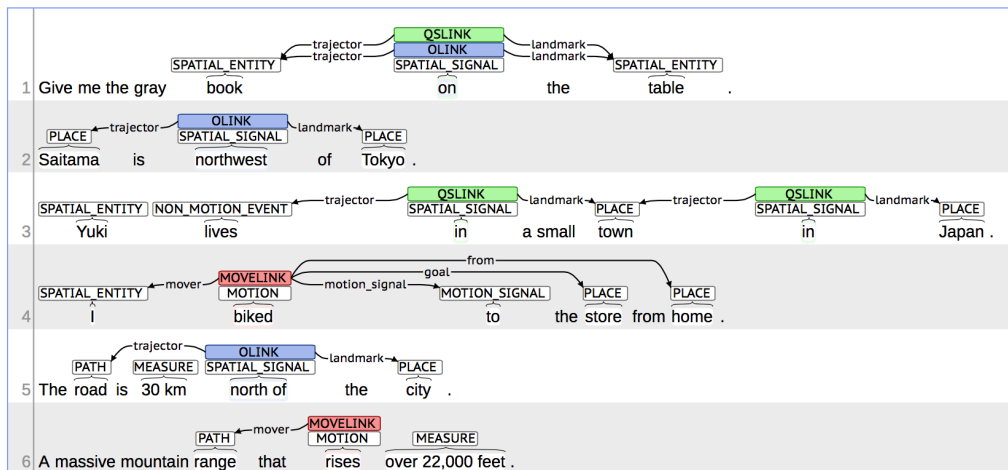 QSLINK
trajector landmark
OLINK
trajector landmark
SPATIAL_ENTITY SPATIAL_SIGNAL SPATIAL_ENTITY
1 Give me the gray book on the table .
OLINK
trajector landmark
PLACE SPATIAL_SIGNAL PLACE
2 Saitama is northwest of Tokyo .
QSLINK QSLINK
trajector landmark trajector landmark
SPATIAL_ENTITY NON_MOTION_EVENT SPATIAL_SIGNAL PLACE SPATIAL_SIGNAL PLACE
3 Yuki lives in a small town in Japan .
from
goal
MOVELINK
mover motion_signal
SPATIAL_ENTITY MOTION MOTION_SIGNAL PLACE PLACE
4 I biked to the store from home .
trajector OLINK landmark
PATH MEASURE SPATIAL_SIGNAL PLACE
5 The road is 30 km north of the city .
mover MOVELINK
PATH MOTION MEASURE
6 A massive mountain range that rises over 22,000 feet .